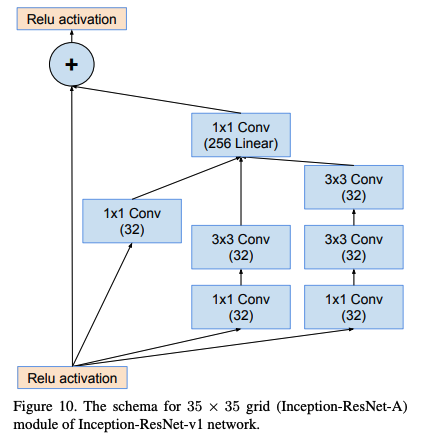 Relu activation
+
1x1 Conv
(256 Linear)
3x3 Conv
(32)
1x1 Conv
(32)
3x3 Conv
(32)
3x3 Conv
(32)
1x1 Conv
(32)
1x1 Conv
(32)
Relu activation
Figure 10. The schema for 35 × 35 grid (Inception-ResNet-A)
module of Inception-ResNet-v1 network.